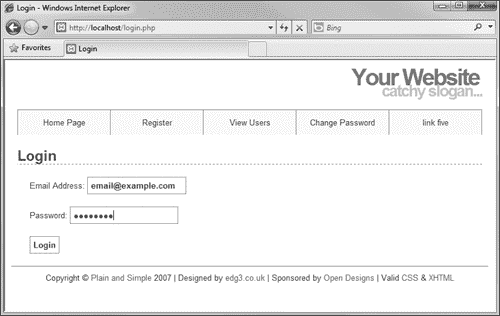 Login - Windows Internet Explorer
http://localhost/login.php
Bing
Favorites
Login
Your Website
catchy slogan...
Home Page
Register
View Users
Change Password
link five
Login
Email Address: email@example.com
Password: ●●●●●●●●
Login
Copyright © Plain and Simple 2007 | Designed by edg3.co.uk | Sponsored by Open Designs | Valid CSS & XHTML